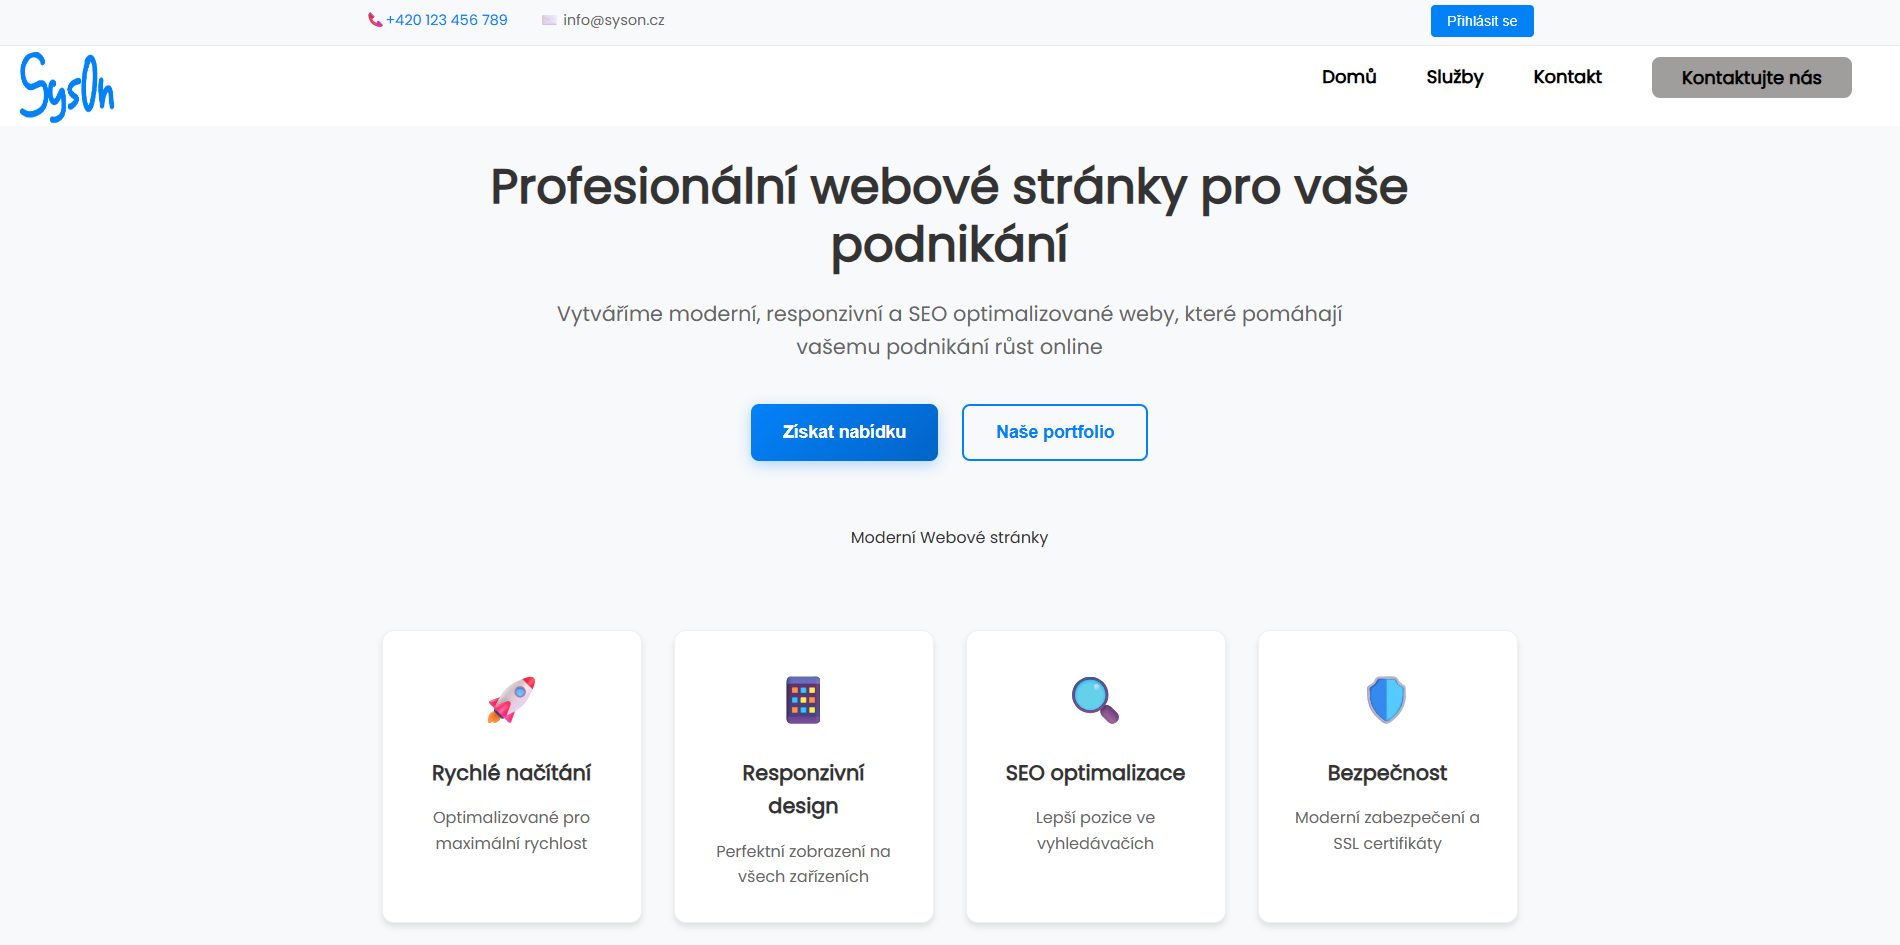 +420 123 456 789 info@syson.cz Přihlásit se
SysOn Domů Služby Kontakt Kontaktujte nás
Profesionální webové stránky pro vaše
podnikání
Vytváříme moderní, responzivní a SEO optimalizované weby, které pomáhají
vašemu podnikání růst online
Získat nabídku Naše portfolio
Moderní Webové stránky
Rychlé načítání
Optimalizované pro
maximální rychlost
Responzivní
design
Perfektní zobrazení na
všech zařízeních
SEO optimalizace
Lepší pozice ve
vyhledávačích
Bezpečnost
Moderní zabezpečení a
SSL certifikáty